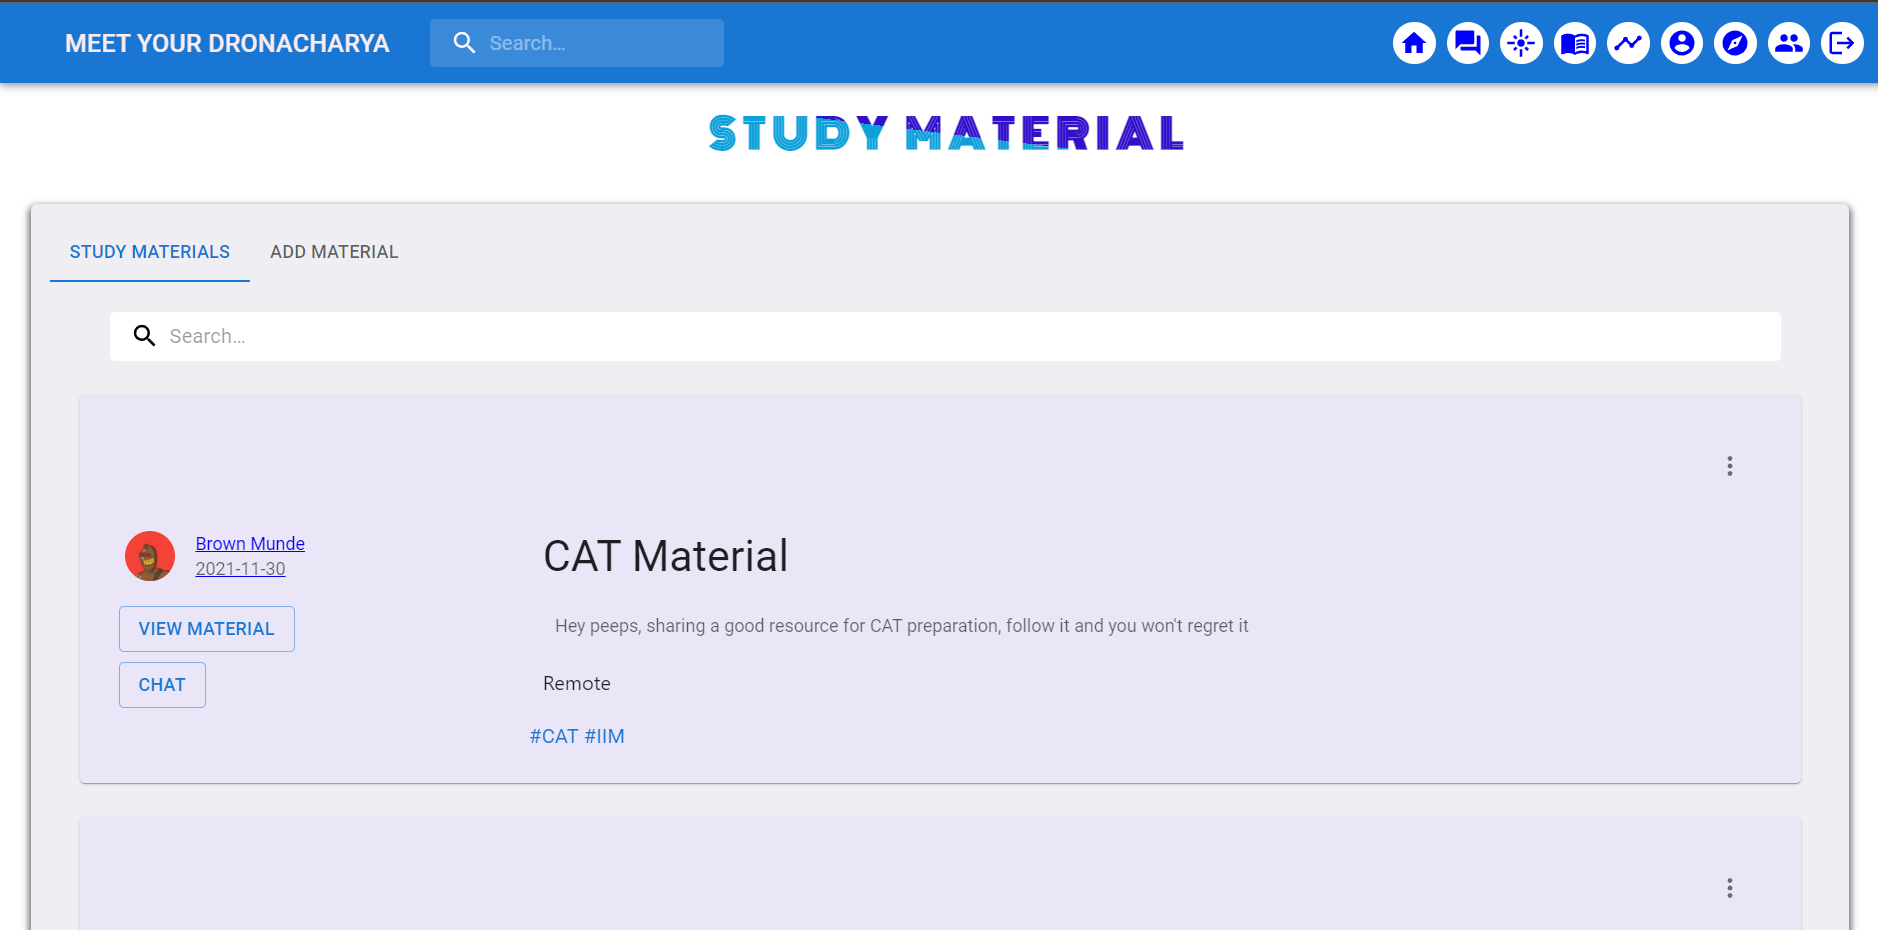 MEET YOUR DRONACHARYA
Search...
STUDY MATERIAL
STUDY MATERIALS
ADD MATERIAL
Search...
Brown Munde
2021-11-30
VIEW MATERIAL
CHAT
CAT Material
Hey peeps, sharing a good resource for CAT preparation, follow it and you won't regret it
Remote
#CAT #IIM